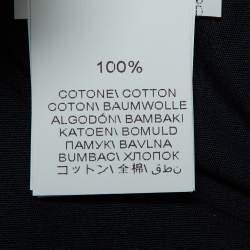 100%
COTONE\ COTTON
COTON\ BAUMWOLLE
ALGODÓN\ BAMBAKI
KATOEN\ BOMULD
ПАМУК\ BAVLNA
BUMBAC\ ХЛОПОК
コットン\ 全棉\ نطق